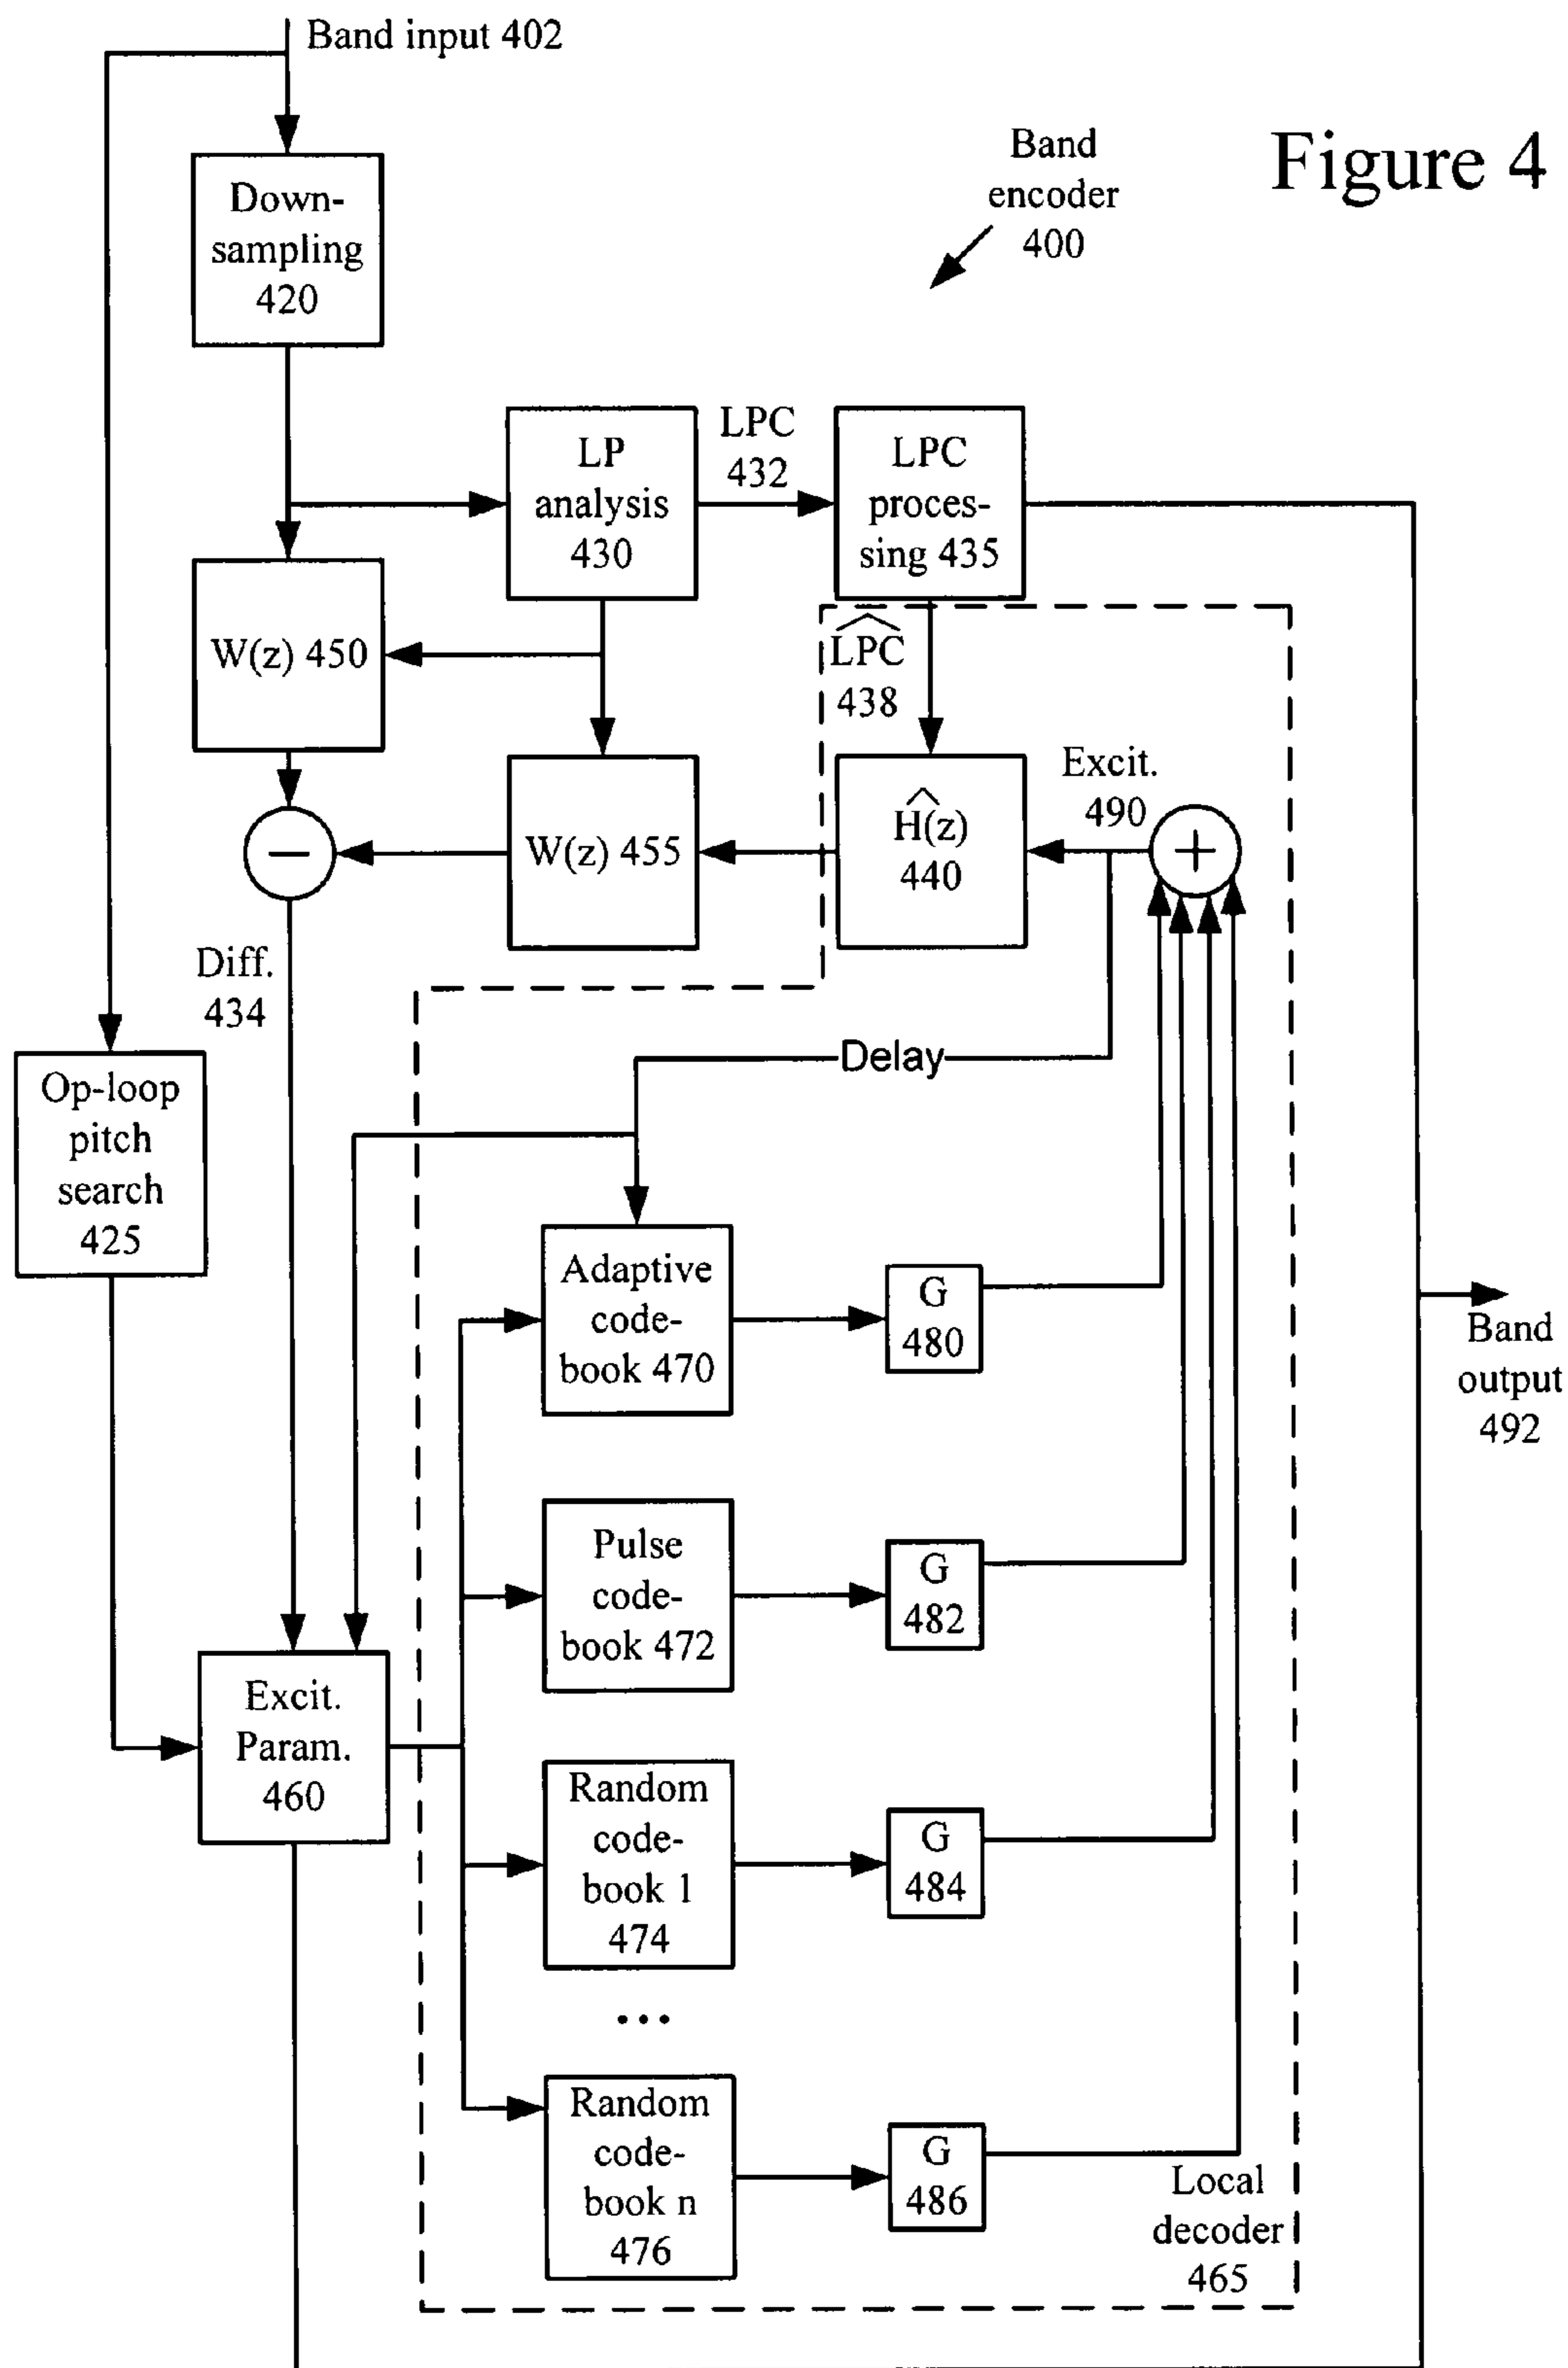 Band input 402
Figure 4
Band
encoder
400
Down-
sampling
420
LP
analysis
430
LPC
432
LPC
proces-
sing 435
W(z) 450
LPC
438
Excit.
490
H(z)
440
+
−
W(z) 455
Diff.
434
Delay
Op-loop
pitch
search
425
Adaptive
code-
book 470
G
480
Band
output
492
Pulse
code-
book 472
G
482
Excit.
Param.
460
Random
code-
book 1
474
G
484
...
Random
code-
book n
476
G
486
Local
decoder
465